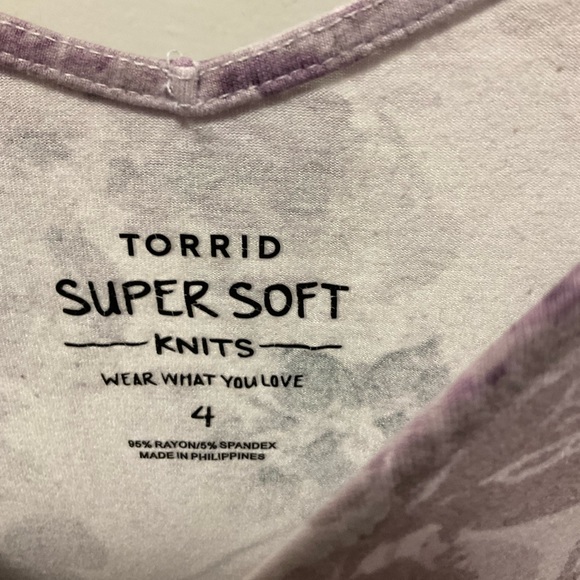 TORRID
SUPER SOFT
KNITS
WEAR WHAT YOU LOVE
4
95% RAYON/5% SPANDEX
MADE IN PHILIPPINES